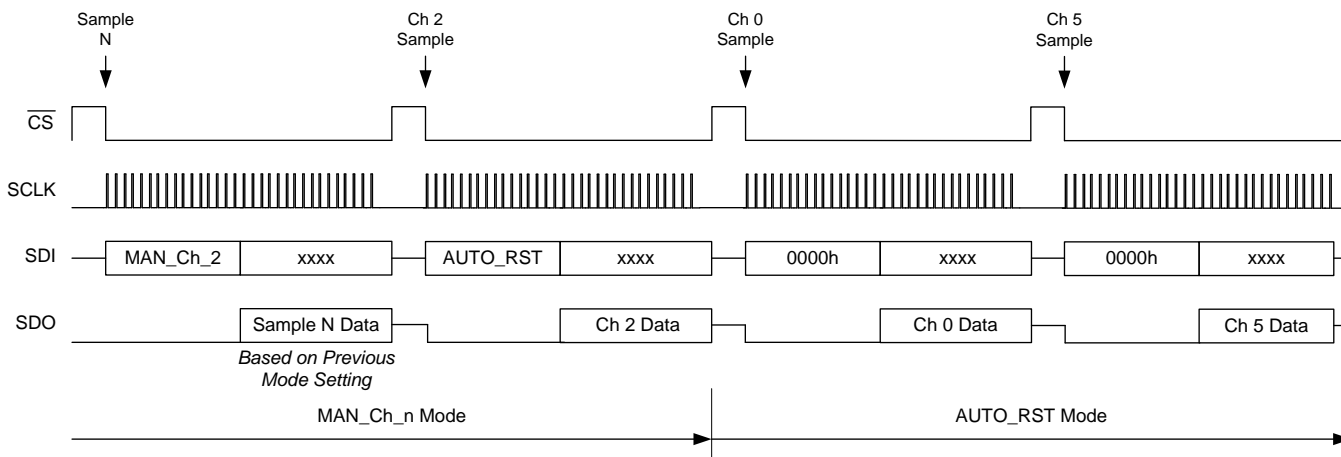 Sample
N
Ch 2
Sample
Ch 0
Sample
Ch 5
Sample
CS
SCLK
SDI
MAN_Ch_2
xxxx
AUTO_RST
xxxx
0000h
xxxx
0000h
xxxx
SDO
Sample N Data
Ch 2 Data
Ch 0 Data
Ch 5 Data
Based on Previous
Mode Setting
MAN_Ch_n Mode
AUTO_RST Mode